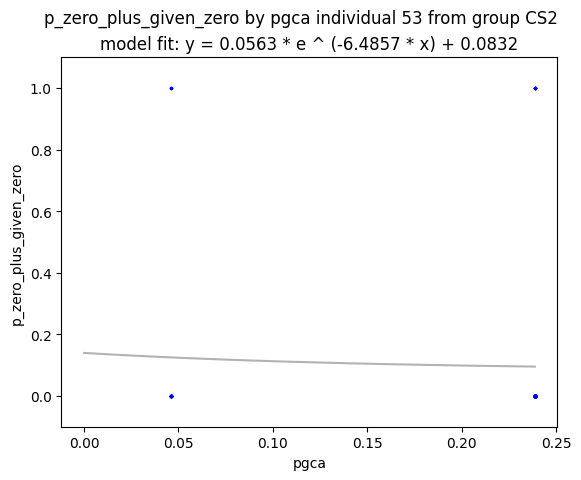 p_zero_plus_given_zero by pgca individual 53 from group CS2
model fit: y = 0.0563 * e ^ (-6.4857 * x) + 0.0832
1.0
0.8
0.6
0.4
0.2
0.0
p_zero_plus_given_zero
0.00 0.05 0.10 0.15 0.20 0.25
pgca